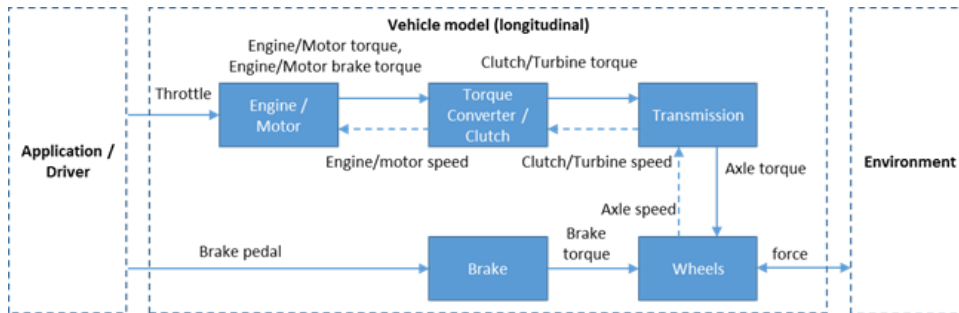 Vehicle model (longitudinal)
Engine/Motor torque,
Engine/Motor brake torque
Clutch/Turbine torque
Throttle
Engine /
Motor
Torque
Converter /
Clutch
Transmission
Application /
Driver
Engine/motor speed
Clutch/Turbine speed
Axle torque
Environment
Axle speed
Brake pedal
Brake
Brake
torque
Wheels
force